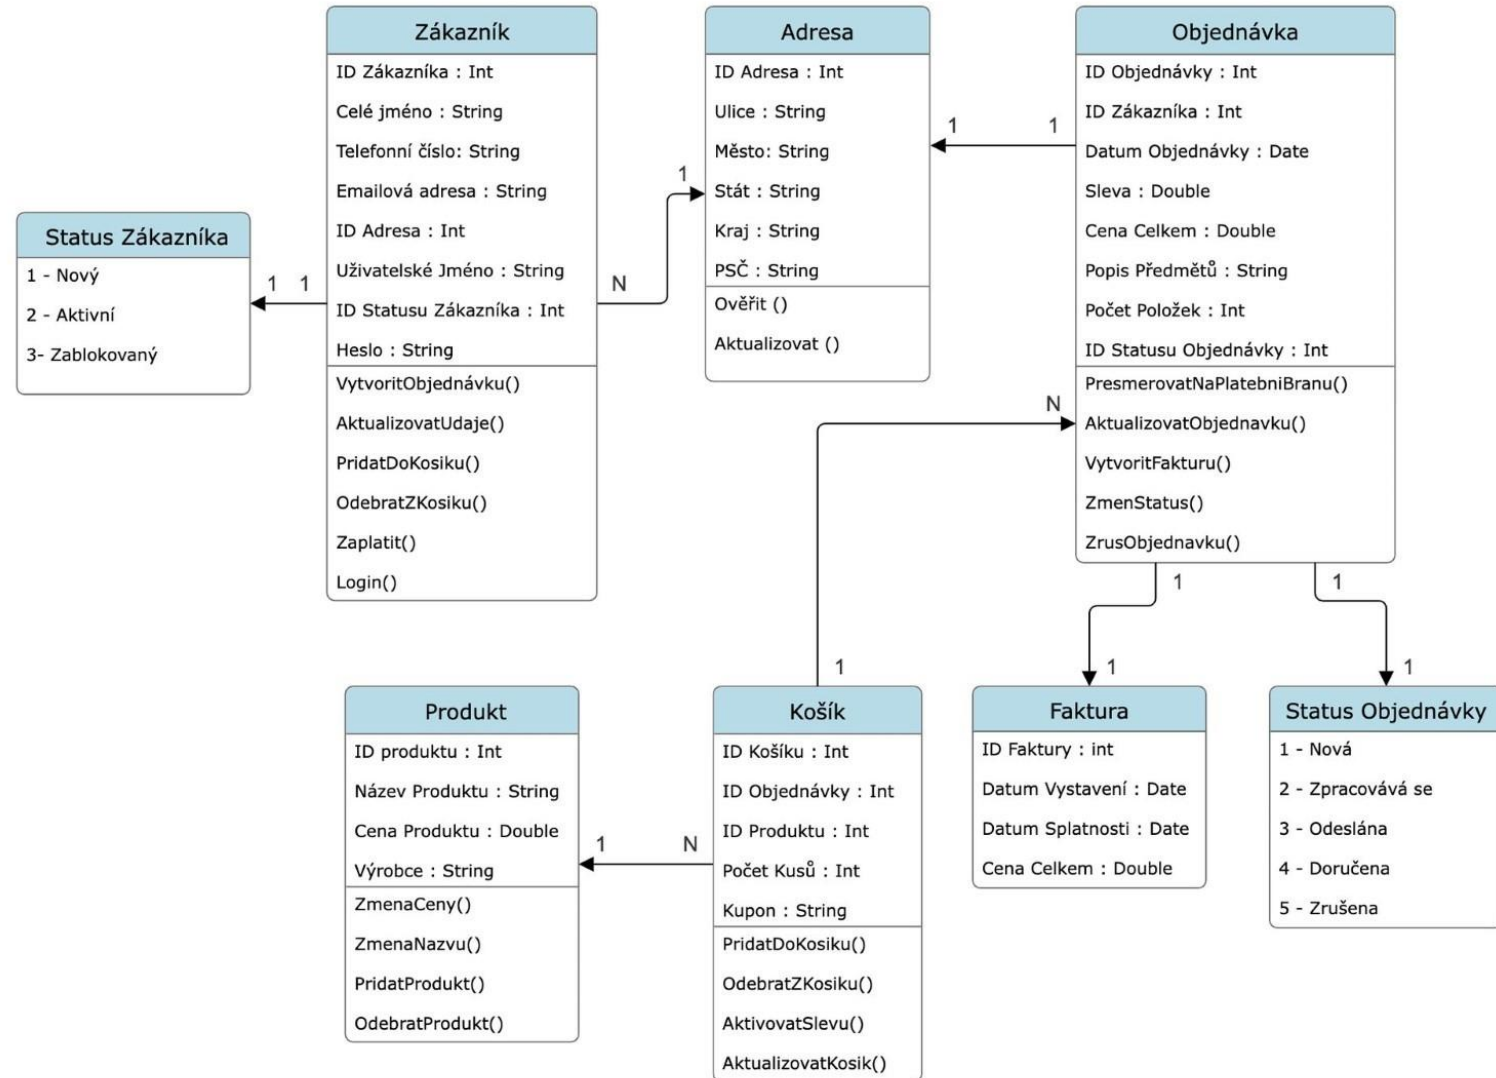 Zákazník
ID Zákazníka : Int
Celé jméno : String
Telefonní číslo: String
Emailová adresa : String
ID Adresa : Int
Uživatelské Jméno : String
ID Statusu Zákazníka : Int
Heslo : String
VytvoritObjednávku()
AktualizovatUdaje()
PridatDoKosiku()
OdebratZKosiku()
Zaplatit()
Login()
Adresa
ID Adresa : Int
Ulice : String
Město: String
Stát : String
Kraj : String
PSČ : String
Ověřit ()
Aktualizovat ()
Objednávka
ID Objednávky : Int
ID Zákazníka : Int
Datum Objednávky : Date
Sleva : Double
Cena Celkem : Double
Popis Předmětů : String
Počet Položek : Int
ID Statusu Objednávky : Int
PresmerovatNaPlatebniBranu()
AktualizovatObjednavku()
VytvoritFakturu()
ZmenStatus()
ZrusObjednavku()
Status Zákazníka
1 - Nový
2 - Aktivní
3- Zablokovaný
1 1
N
1
1 1
N
1
1
1
1
1
Produkt
ID produktu : Int
Název Produktu : String
Cena Produktu : Double
Výrobce : String
ZmenaCeny()
ZmenaNazvu()
PridatProdukt()
OdebratProdukt()
1 N
Košík
ID Košíku : Int
ID Objednávky : Int
ID Produktu : Int
Počet Kusů : Int
Kupon : String
PridatDoKosiku()
OdebratZKosiku()
AktivovatSlevu()
AktualizovatKosik()
Faktura
ID Faktury : int
Datum Vystavení : Date
Datum Splatnosti : Date
Cena Celkem : Double
Status Objednávky
1 - Nová
2 - Zpracovává se
3 - Odeslána
4 - Doručena
5 - Zrušena